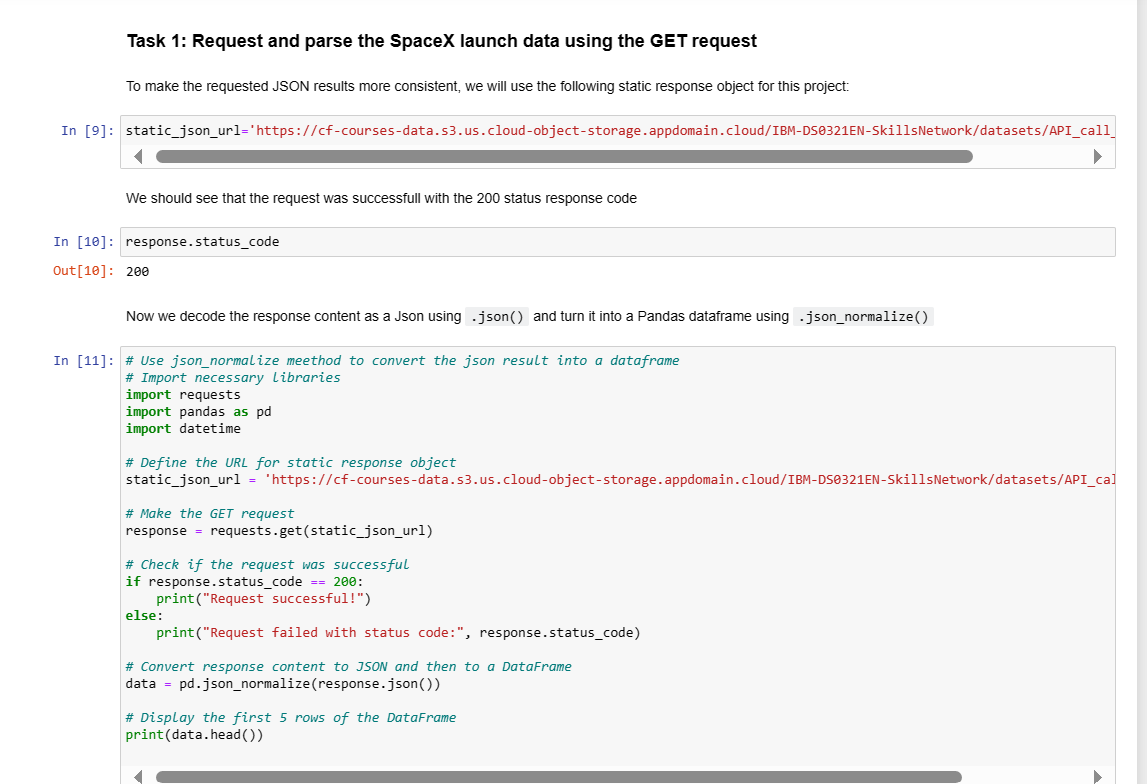 Task 1: Request and parse the SpaceX launch data using the GET request
To make the requested JSON results more consistent, we will use the following static response object for this project:
In [9]: static_json_url='https://cf-courses-data.s3.us.cloud-object-storage.appdomain.cloud/IBM-DS0321EN-SkillsNetwork/datasets/API_call_
We should see that the request was successfull with the 200 status response code
In [10]: response.status_code
Out[10]: 200
Now we decode the response content as a Json using .json() and turn it into a Pandas dataframe using .json_normalize()
In [11]: # Use json_normalize meethod to convert the json result into a dataframe
# Import necessary libraries
import requests
import pandas as pd
import datetime
# Define the URL for static response object
static_json_url = 'https://cf-courses-data.s3.us.cloud-object-storage.appdomain.cloud/IBM-DS0321EN-SkillsNetwork/datasets/API_cal
# Make the GET request
response = requests.get(static_json_url)
# Check if the request was successful
if response.status_code == 200:
    print("Request successful!")
else:
    print("Request failed with status code:", response.status_code)
# Convert response content to JSON and then to a DataFrame
data = pd.json_normalize(response.json())
# Display the first 5 rows of the DataFrame
print(data.head())